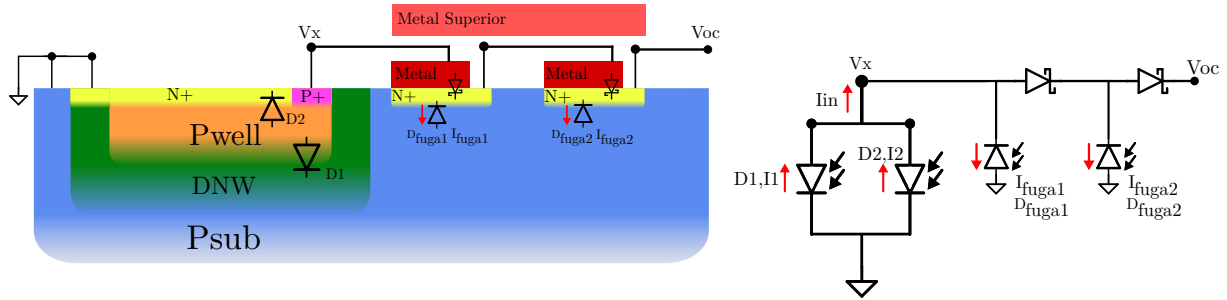 Metal Superior
Vx
Voc
Metal
Metal
N+
P+
N+
N+
D2
Pwell
Dfuga1 Ifuga1
Dfuga2 Ifuga2
D1
DNW
Psub
Vx
Voc
Iin
D1,I1
D2,I2
Ifuga1
Dfuga1
Ifuga2
Dfuga2